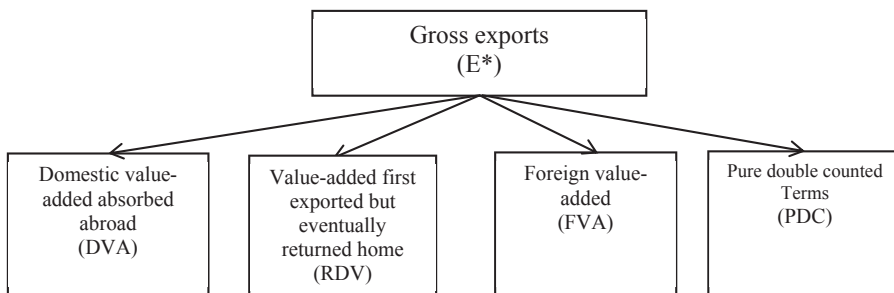 Gross exports
(E*)
Domestic value-
added absorbed
abroad
(DVA)
Value-added first
exported but
eventually
returned home
(RDV)
Foreign value-
added
(FVA)
Pure double counted
Terms
(PDC)